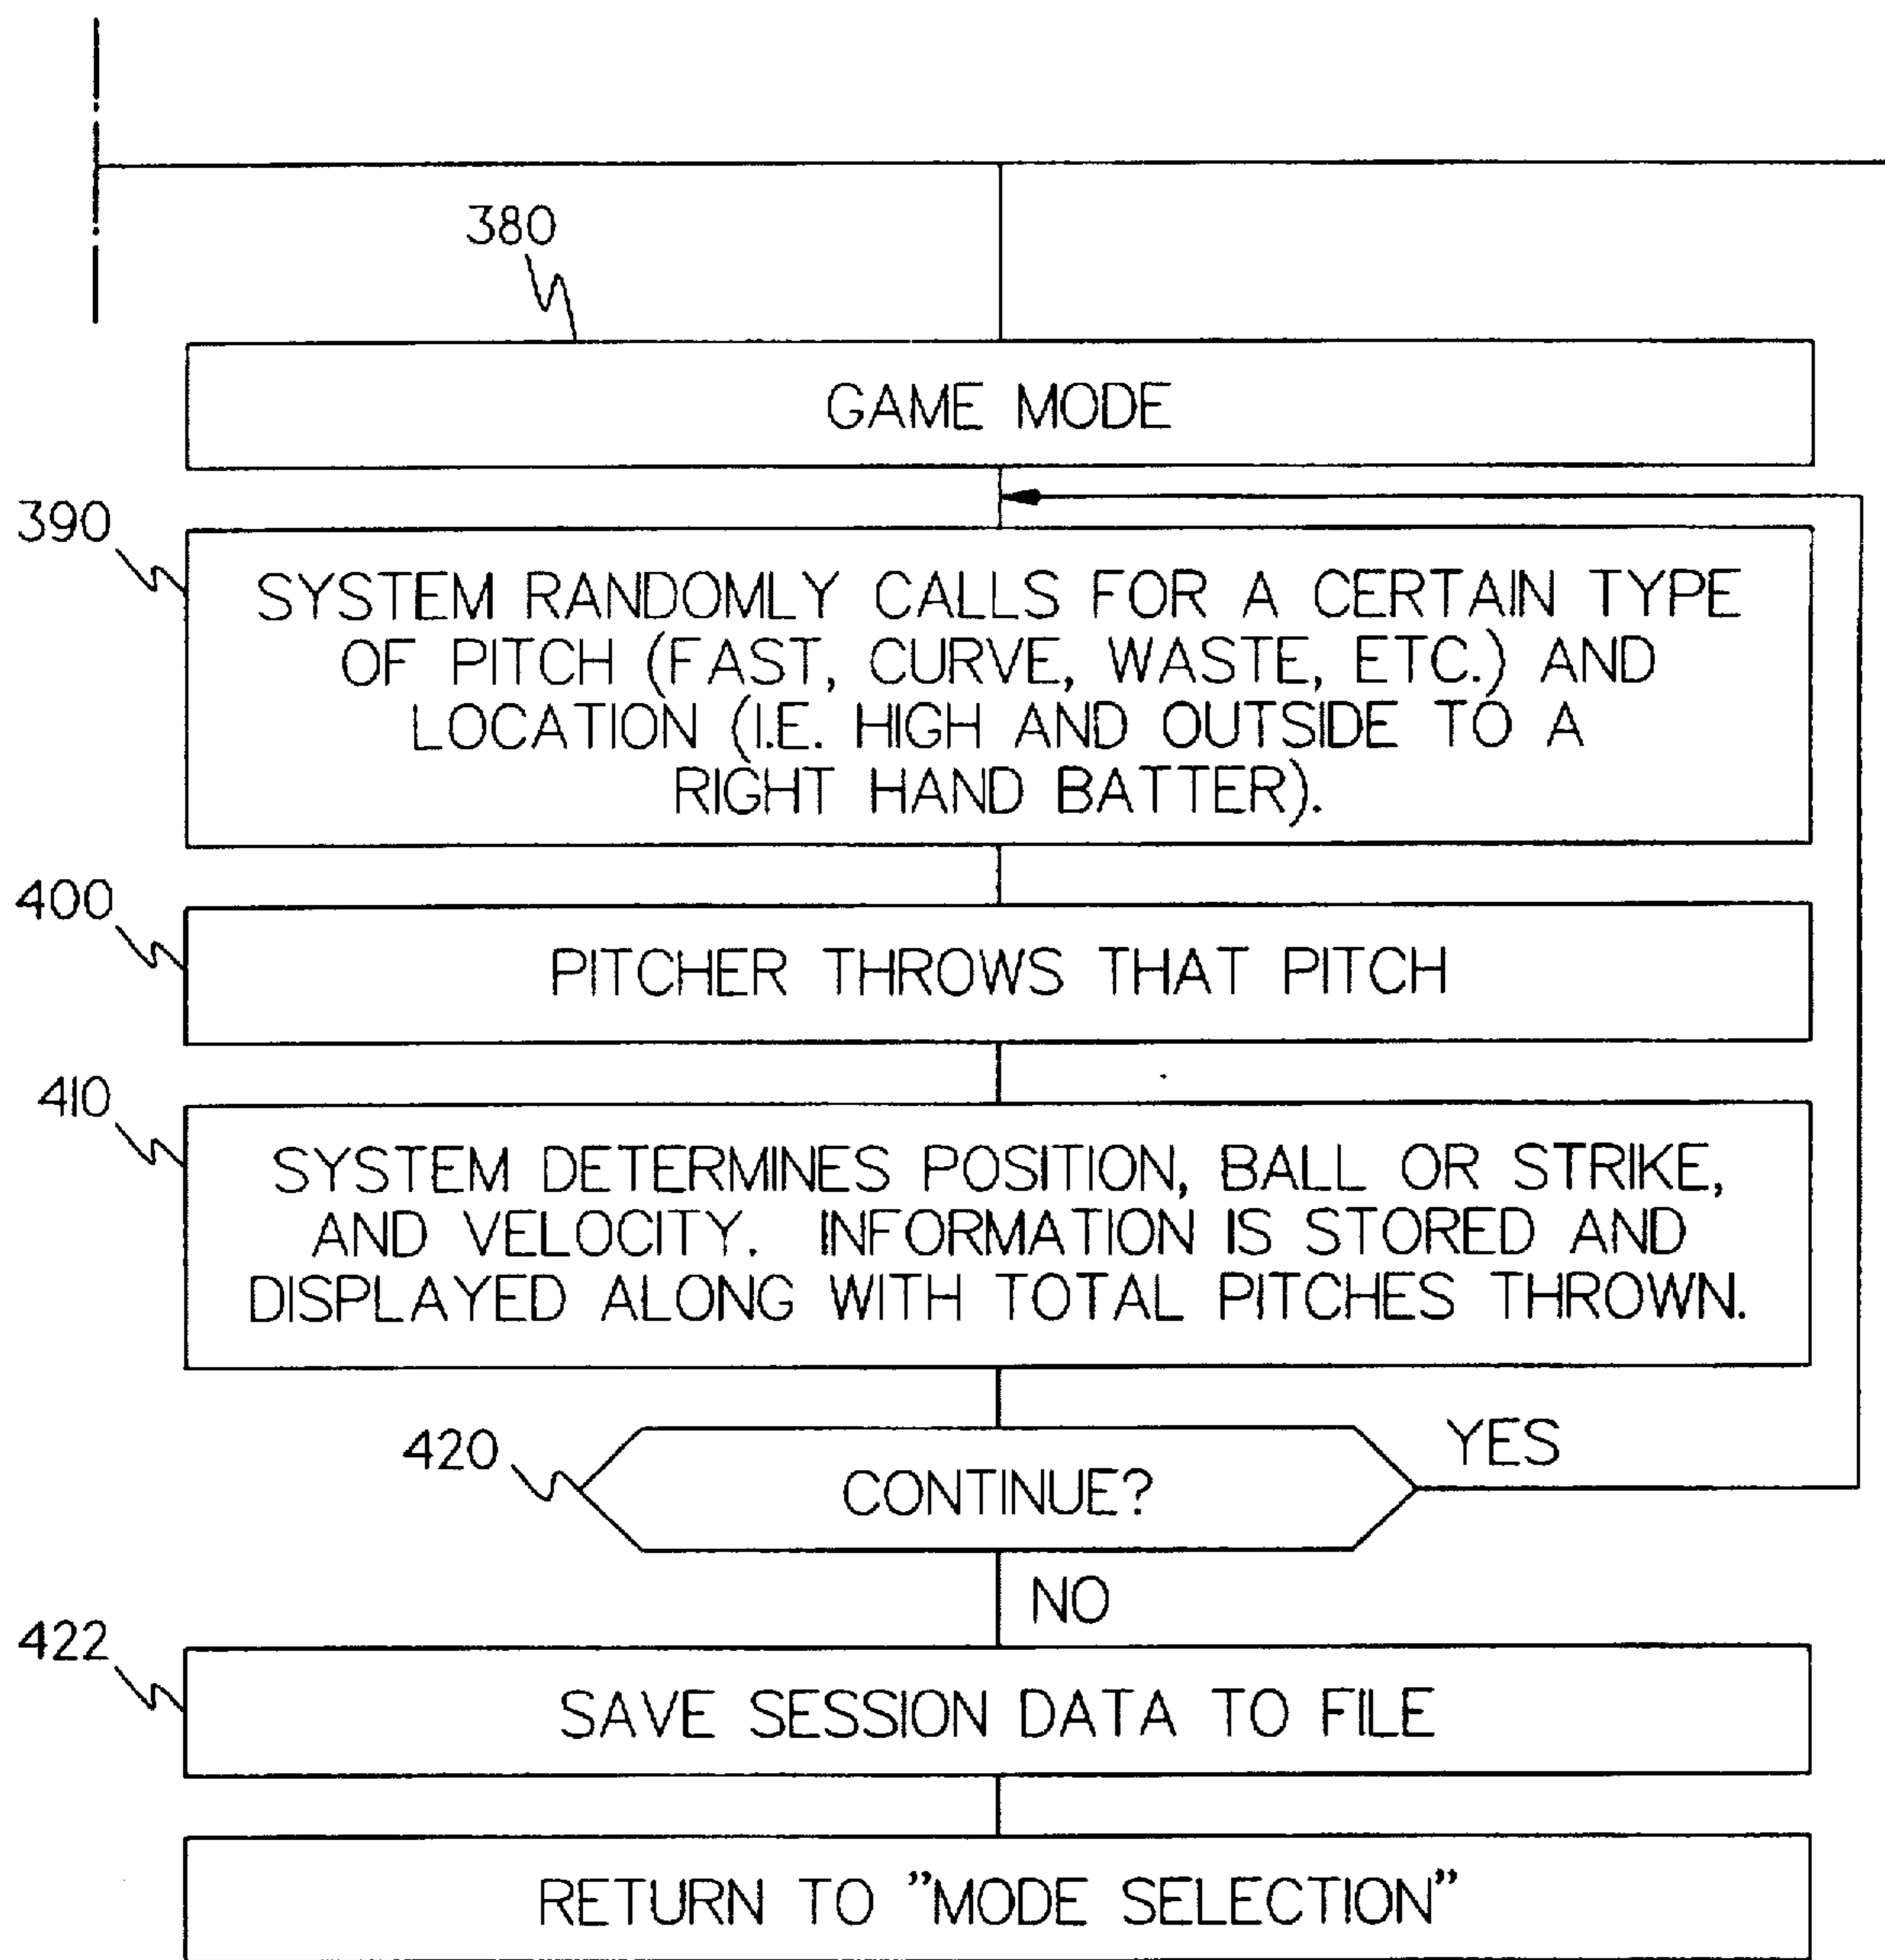 380
GAME MODE
390
SYSTEM RANDOMLY CALLS FOR A CERTAIN TYPE
OF PITCH (FAST, CURVE, WASTE, ETC.) AND
LOCATION (I.E. HIGH AND OUTSIDE TO A
RIGHT HAND BATTER).
400
PITCHER THROWS THAT PITCH
410
SYSTEM DETERMINES POSITION, BALL OR STRIKE,
AND VELOCITY. INFORMATION IS STORED AND
DISPLAYED ALONG WITH TOTAL PITCHES THROWN.
420
CONTINUE?
YES
NO
422
SAVE SESSION DATA TO FILE
RETURN TO "MODE SELECTION"